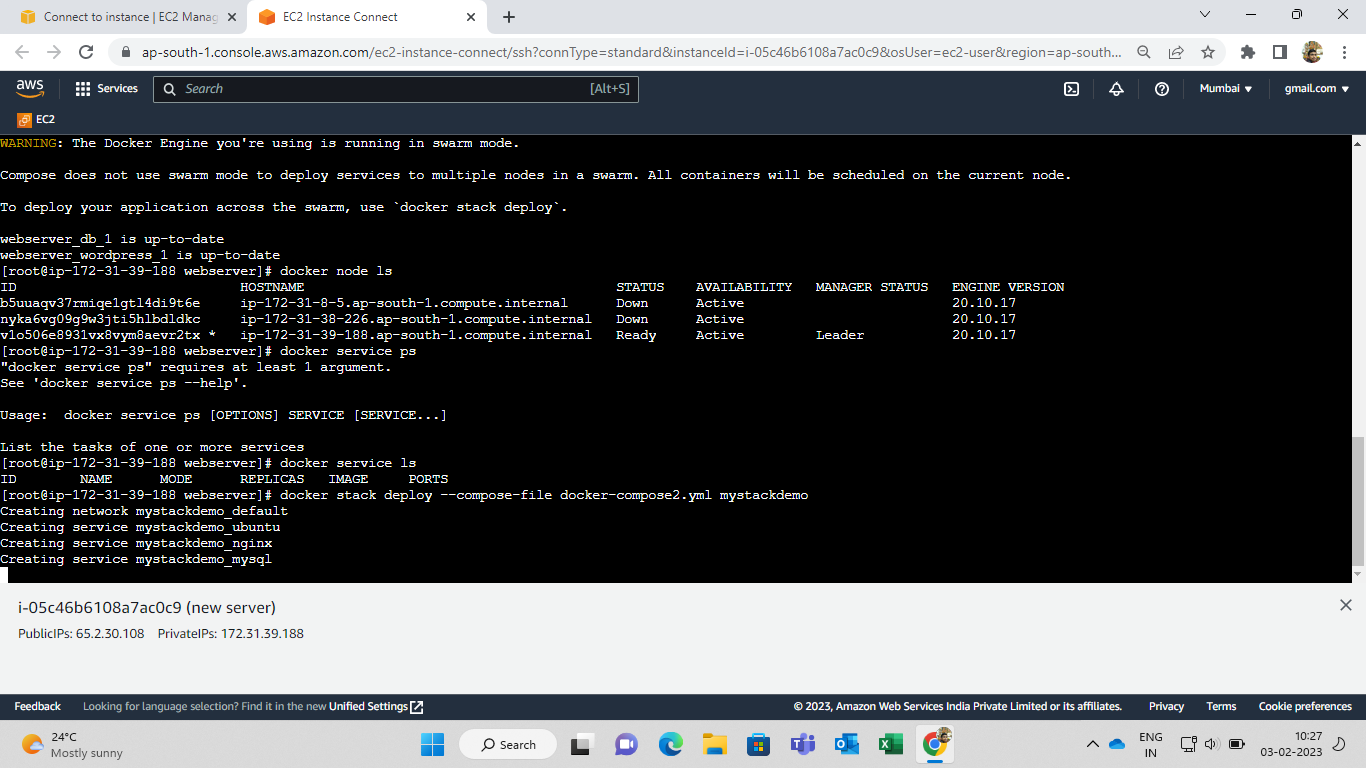 Connect to instance | EC2 Manag
EC2 Instance Connect
ap-south-1.console.aws.amazon.com/ec2-instance-connect/ssh?connType=standard&instanceId=i-05c46b6108a7ac0c9&osUser=ec2-user&region=ap-south...
aws
Services
Search
[Alt+S]
Mumbai
gmail.com
EC2
WARNING: The Docker Engine you're using is running in swarm mode.
Compose does not use swarm mode to deploy services to multiple nodes in a swarm. All containers will be scheduled on the current node.
To deploy your application across the swarm, use `docker stack deploy`.
webserver_db_1 is up-to-date
webserver_wordpress_1 is up-to-date
[root@ip-172-31-39-188 webserver]# docker node ls
ID HOSTNAME STATUS AVAILABILITY MANAGER STATUS ENGINE VERSION
b5uuaqv37rmiqe1gtl4di9t6e ip-172-31-8-5.ap-south-1.compute.internal Down Active 20.10.17
nyka6vg09g9w3jti5hlbdldkc ip-172-31-38-226.ap-south-1.compute.internal Down Active 20.10.17
v1o506e8931vx8vym8aevr2tx * ip-172-31-39-188.ap-south-1.compute.internal Ready Active Leader 20.10.17
[root@ip-172-31-39-188 webserver]# docker service ps
"docker service ps" requires at least 1 argument.
See 'docker service ps --help'.
Usage:  docker service ps [OPTIONS] SERVICE [SERVICE...]
List the tasks of one or more services
[root@ip-172-31-39-188 webserver]# docker service ls
ID NAME MODE REPLICAS IMAGE PORTS
[root@ip-172-31-39-188 webserver]# docker stack deploy --compose-file docker-compose2.yml mystackdemo
Creating network mystackdemo_default
Creating service mystackdemo_ubuntu
Creating service mystackdemo_nginx
Creating service mystackdemo_mysql
i-05c46b6108a7ac0c9 (new server)
PublicIPs: 65.2.30.108 PrivateIPs: 172.31.39.188
Feedback
Looking for language selection? Find it in the new Unified Settings
© 2023, Amazon Web Services India Private Limited or its affiliates.
Privacy
Terms
Cookie preferences
24°C
Mostly sunny
Search
ENG
IN
10:27
03-02-2023